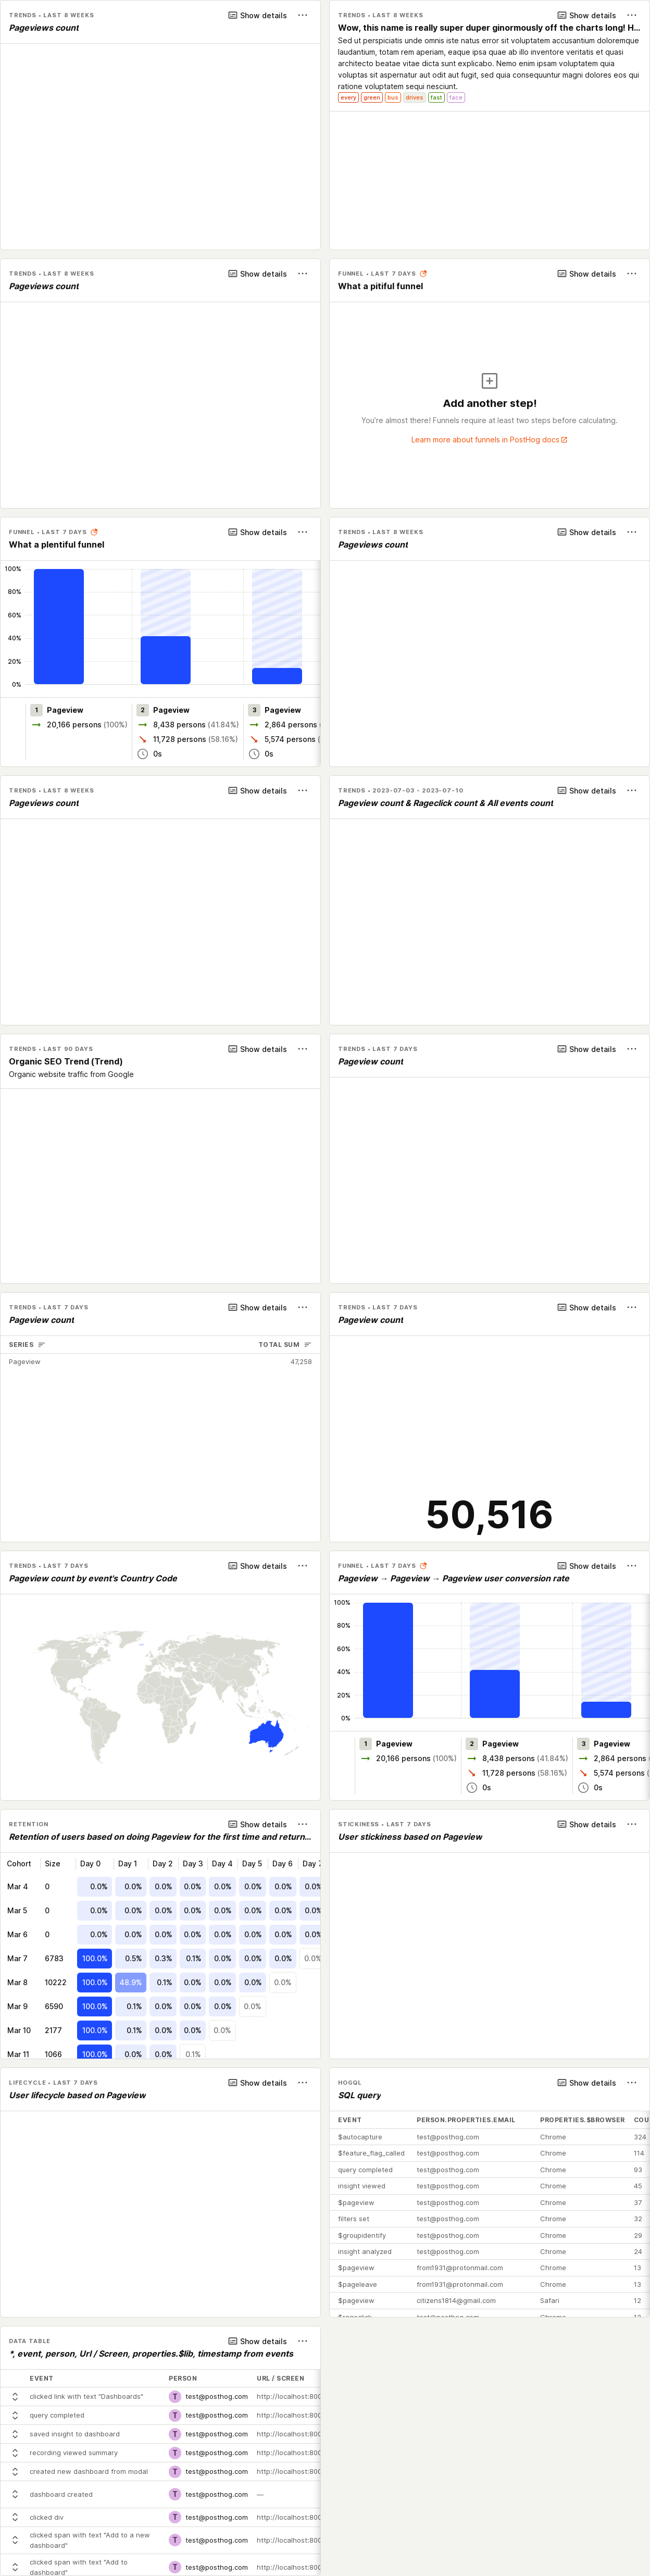 TRENDS • LAST 8 WEEKS
Show details
Pageviews count
TRENDS • LAST 8 WEEKS
Show details
Wow, this name is really super duper ginormously off the charts long! H...
Sed ut perspiciatis unde omnis iste natus error sit voluptatem accusantium doloremque
laudantium, totam rem aperiam, eaque ipsa quae ab illo inventore veritatis et quasi
architecto beatae vitae dicta sunt explicabo. Nemo enim ipsam voluptatem quia
voluptas sit aspernatur aut odit aut fugit, sed quia consequuntur magni dolores eos qui
ratione voluptatem sequi nesciunt.
every green bus drives fast face
TRENDS • LAST 8 WEEKS
Show details
Pageviews count
FUNNEL • LAST 7 DAYS
Show details
What a pitiful funnel
Add another step!
You're almost there! Funnels require at least two steps before calculating.
Learn more about funnels in PostHog docs
FUNNEL • LAST 7 DAYS
Show details
What a plentiful funnel
100%
80%
60%
40%
20%
0%
1 Pageview
20,166 persons (100%)
2 Pageview
8,438 persons (41.84%)
11,728 persons (58.16%)
0s
3 Pageview
2,864 persons
5,574 persons (
0s
TRENDS • LAST 8 WEEKS
Show details
Pageviews count
TRENDS • LAST 8 WEEKS
Show details
Pageviews count
TRENDS • 2023-07-03 - 2023-07-10
Show details
Pageview count & Rageclick count & All events count
TRENDS • LAST 90 DAYS
Show details
Organic SEO Trend (Trend)
Organic website traffic from Google
TRENDS • LAST 7 DAYS
Show details
Pageview count
TRENDS • LAST 7 DAYS
Show details
Pageview count
SERIES TOTAL SUM
Pageview 47,258
TRENDS • LAST 7 DAYS
Show details
Pageview count
50,516
TRENDS • LAST 7 DAYS
Show details
Pageview count by event's Country Code
FUNNEL • LAST 7 DAYS
Show details
Pageview → Pageview → Pageview user conversion rate
100%
80%
60%
40%
20%
0%
1 Pageview
20,166 persons (100%)
2 Pageview
8,438 persons (41.84%)
11,728 persons (58.16%)
0s
3 Pageview
2,864 persons
5,574 persons (
0s
RETENTION
Show details
Retention of users based on doing Pageview for the first time and return...
Cohort Size Day 0 Day 1 Day 2 Day 3 Day 4 Day 5 Day 6 Day 7
Mar 4 0 0.0% 0.0% 0.0% 0.0% 0.0% 0.0% 0.0% 0.0%
Mar 5 0 0.0% 0.0% 0.0% 0.0% 0.0% 0.0% 0.0% 0.0%
Mar 6 0 0.0% 0.0% 0.0% 0.0% 0.0% 0.0% 0.0% 0.0%
Mar 7 6783 100.0% 0.5% 0.3% 0.1% 0.0% 0.0% 0.0% 0.0%
Mar 8 10222 100.0% 48.9% 0.1% 0.0% 0.0% 0.0% 0.0%
Mar 9 6590 100.0% 0.1% 0.0% 0.0% 0.0% 0.0%
Mar 10 2177 100.0% 0.1% 0.0% 0.0% 0.0%
Mar 11 1066 100.0% 0.0% 0.0% 0.1%
STICKINESS • LAST 7 DAYS
Show details
User stickiness based on Pageview
LIFECYCLE • LAST 7 DAYS
Show details
User lifecycle based on Pageview
HOGQL
Show details
SQL query
EVENT PERSON.PROPERTIES.EMAIL PROPERTIES.$BROWSER COU
$autocapture test@posthog.com Chrome 324
$feature_flag_called test@posthog.com Chrome 114
query completed test@posthog.com Chrome 93
insight viewed test@posthog.com Chrome 45
$pageview test@posthog.com Chrome 37
filters set test@posthog.com Chrome 32
$groupidentify test@posthog.com Chrome 29
insight analyzed test@posthog.com Chrome 24
$pageview from1931@protonmail.com Chrome 13
$pageleave from1931@protonmail.com Chrome 13
$pageview citizens1814@gmail.com Safari 12
DATA TABLE
Show details
*, event, person, Url / Screen, properties.$lib, timestamp from events
EVENT PERSON URL / SCREEN
clicked link with text "Dashboards" T test@posthog.com http://localhost:800
query completed T test@posthog.com http://localhost:800
saved insight to dashboard T test@posthog.com http://localhost:800
recording viewed summary T test@posthog.com http://localhost:800
created new dashboard from modal T test@posthog.com http://localhost:800
dashboard created T test@posthog.com —
clicked div T test@posthog.com http://localhost:800
clicked span with text "Add to a new
dashboard" T test@posthog.com http://localhost:800
clicked span with text "Add to
dashboard" T test@posthog.com http://localhost:800